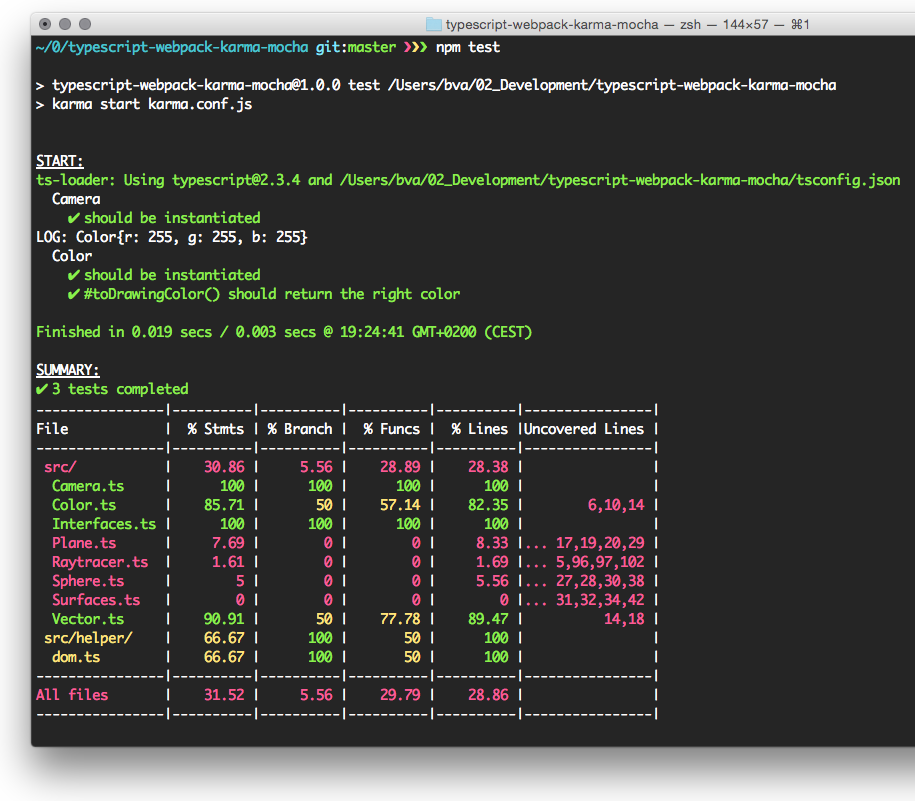 typescript-webpack-karma-mocha — zsh — 144×57 — ⌘1
~/0/typescript-webpack-karma-mocha git:master ❯❯❯ npm test
> typescript-webpack-karma-mocha@1.0.0 test /Users/bva/02_Development/typescript-webpack-karma-mocha
> karma start karma.conf.js
START:
ts-loader: Using typescript@2.3.4 and /Users/bva/02_Development/typescript-webpack-karma-mocha/tsconfig.json
  Camera
    ✔ should be instantiated
LOG: Color{r: 255, g: 255, b: 255}
  Color
    ✔ should be instantiated
    ✔ #toDrawingColor() should return the right color
Finished in 0.019 secs / 0.003 secs @ 19:24:41 GMT+0200 (CEST)
SUMMARY:
✔ 3 tests completed
----------------|----------|----------|----------|----------|----------------|
File            |  % Stmts | % Branch |  % Funcs |  % Lines |Uncovered Lines |
----------------|----------|----------|----------|----------|----------------|
 src/           |    30.86 |     5.56 |    28.89 |    28.38 |                |
  Camera.ts     |      100 |      100 |      100 |      100 |                |
  Color.ts      |    85.71 |       50 |    57.14 |    82.35 |        6,10,14 |
  Interfaces.ts |      100 |      100 |      100 |      100 |                |
  Plane.ts      |     7.69 |        0 |        0 |     8.33 |... 17,19,20,29 |
  Raytracer.ts  |     1.61 |        0 |        0 |     1.69 |... 5,96,97,102 |
  Sphere.ts     |        5 |        0 |        0 |     5.56 |... 27,28,30,38 |
  Surfaces.ts   |        0 |        0 |        0 |        0 |... 31,32,34,42 |
  Vector.ts     |    90.91 |       50 |    77.78 |    89.47 |          14,18 |
 src/helper/    |    66.67 |      100 |       50 |      100 |                |
  dom.ts        |    66.67 |      100 |       50 |      100 |                |
----------------|----------|----------|----------|----------|----------------|
All files       |    31.52 |     5.56 |    29.79 |    28.86 |                |
----------------|----------|----------|----------|----------|----------------|